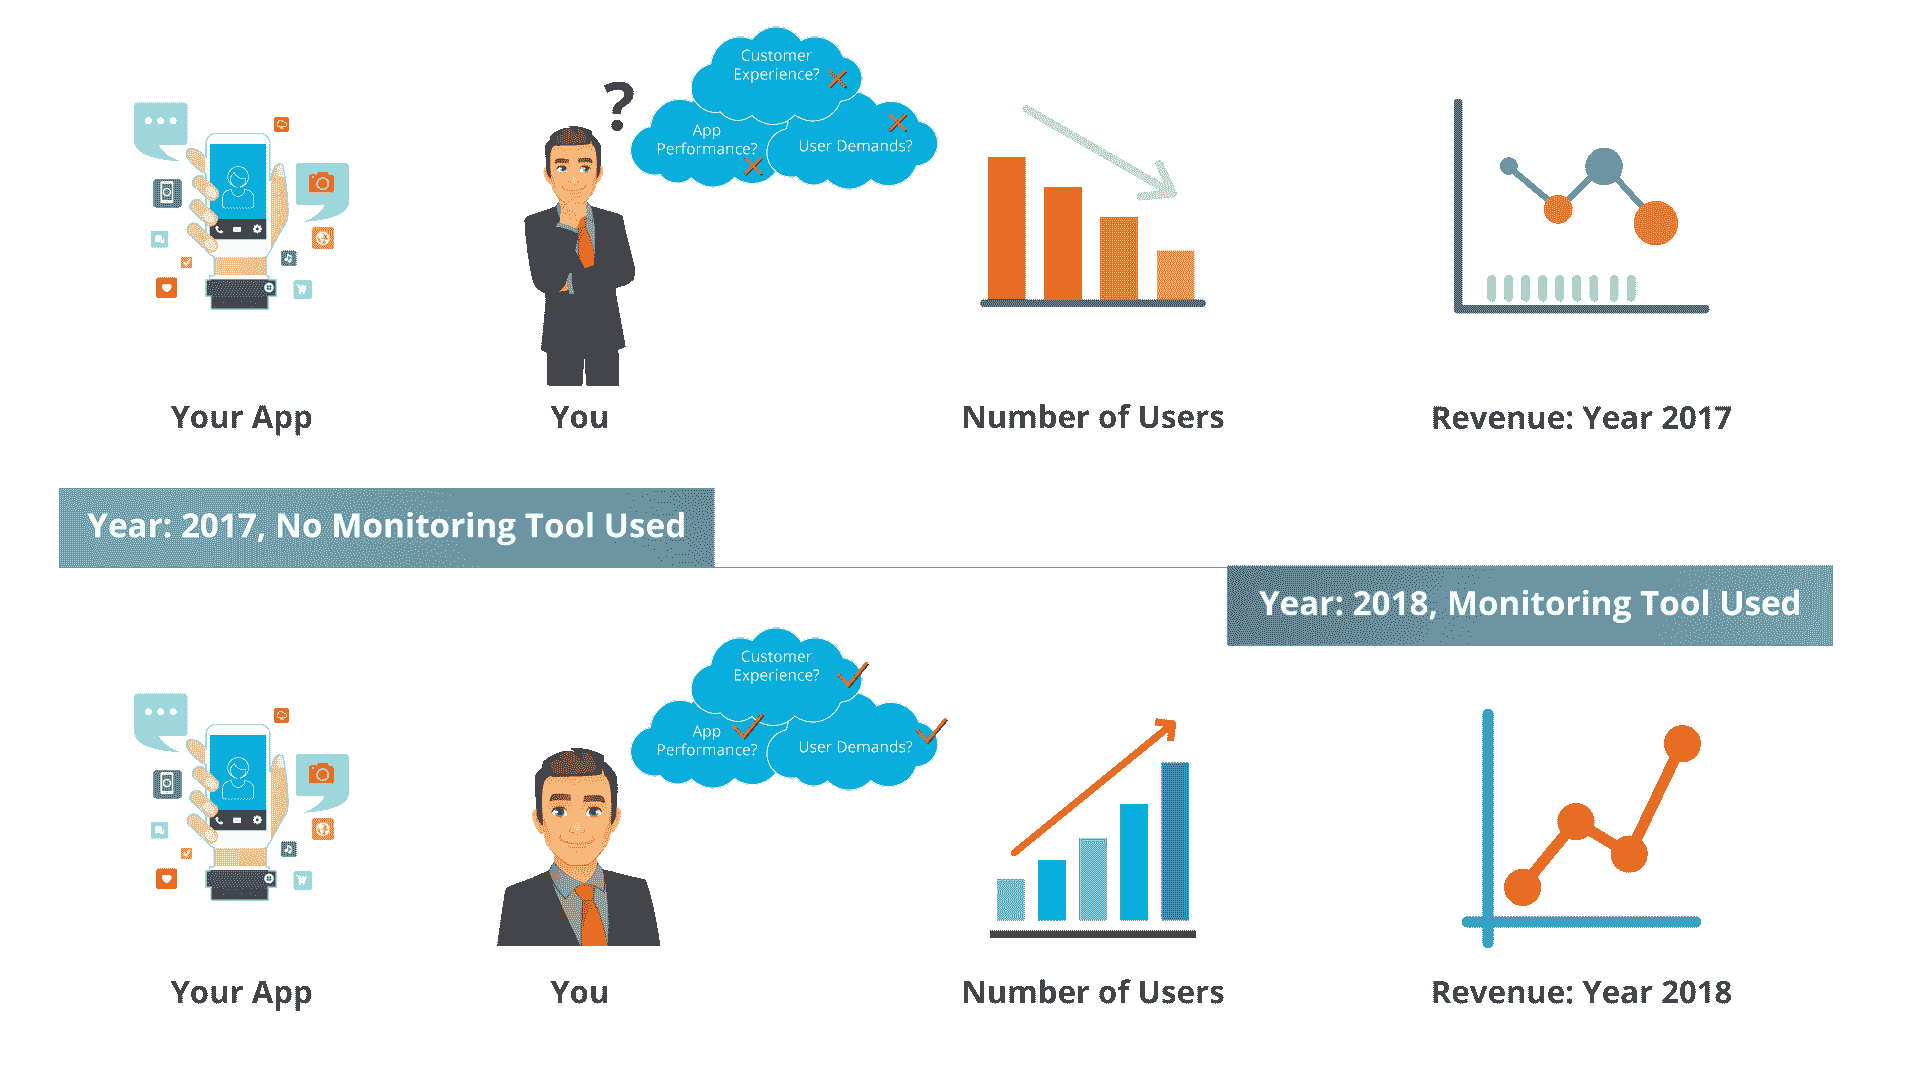 ?
Customer
Experience?
App
Performance?
User Demands?
Your App
You
Number of Users
Revenue: Year 2017
Year: 2017, No Monitoring Tool Used
Year: 2018, Monitoring Tool Used
Customer
Experience?
App
Performance?
User Demands?
Your App
You
Number of Users
Revenue: Year 2018